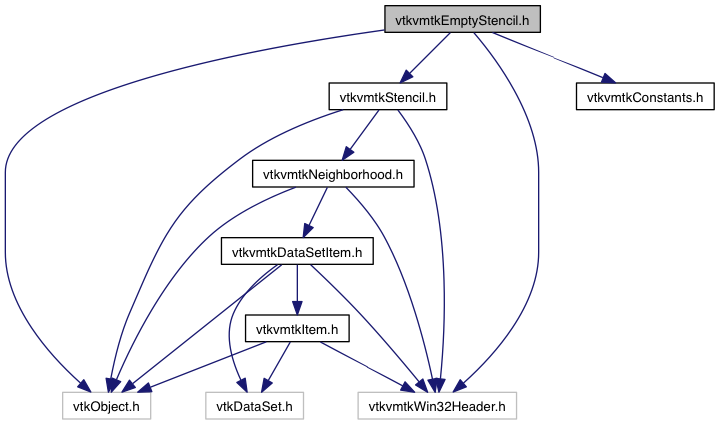 vtkvmtkEmptyStencil.h
vtkvmtkStencil.h
vtkvmtkConstants.h
vtkvmtkNeighborhood.h
vtkvmtkDataSetItem.h
vtkvmtkItem.h
vtkObject.h
vtkDataSet.h
vtkvmtkWin32Header.h